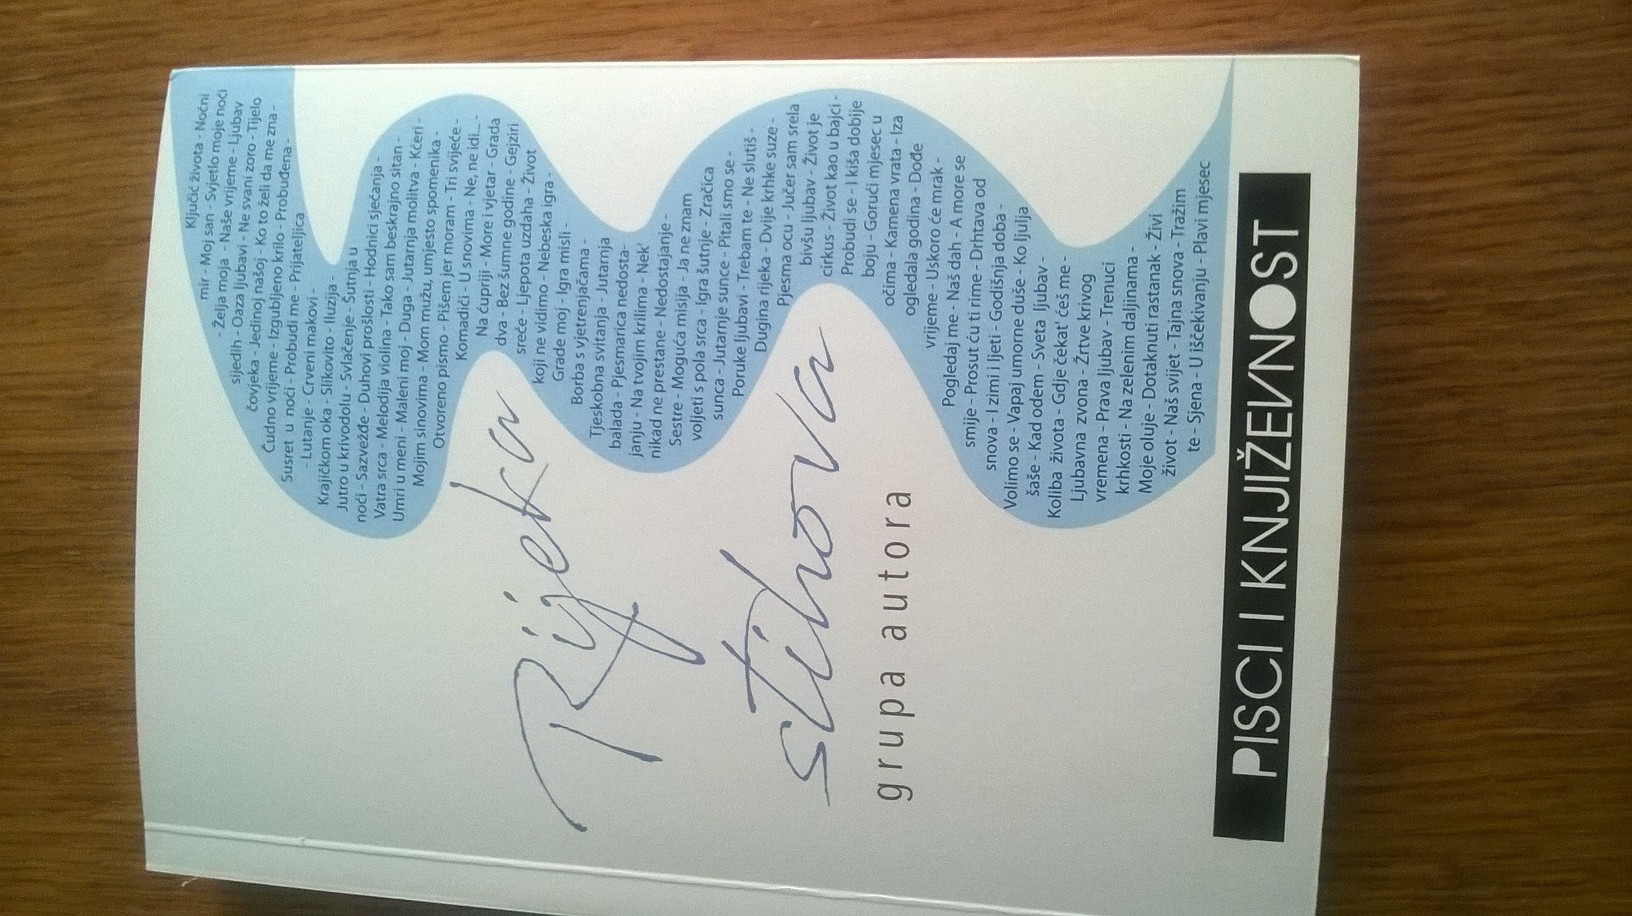 Ključić života - Noćni
mir - Moj san - Svjetlo moje noći
- Želja moja - Naše vrijeme - Ljubav
sijedih - Oaza ljubavi - Ne svani zoro - Tijelo
čovjeka - Jedinoj našoj - Ko to želi da me zna -
Čudno vrijeme - Izgubljeno krilo - Probuđena -
Susret u noći - Probudi me - Prijateljica
- Lutanje - Crveni makovi -
Krajičkom oka - Slikovito - Iluzija -
Jutro u krivodolu - Svlačenje - Šutnja u
noći - Sazvežđe - Duhovi prošlosti - Hodnici sjećanja -
Vatra srca - Melodija violina - Tako sam beskrajno sitan -
Umri u meni - Maleni moj - Duga - Jutarnja molitva - Kćeri -
Mojim sinovima - Mom mužu, umjesto spomenika -
Otvoreno pismo - Pišem jer moram - Tri svijeće -
Komadići - U snovima - Ne, ne idi... -
Na ćupriji - More i vjetar - Grada
dva - Bez šumne godine - Gejziri
sreće - Ljepota uzdaha - Život
koji ne vidimo - Nebeska igra -
Grade moj - Igra misli -
Borba s vjetrenjačama -
Tjeskobna svitanja - Jutarnja
balada - Pjesmarica nedosta-
janju - Na tvojim krilima - Nek'
nikad ne prestane - Nedostajanje -
Sestre - Moguća misija - Ja ne znam
voljeti s pola srca - Igra šutnje - Zračica
sunca - Jutarnje sunce - Pitali smo se -
Poruke ljubavi - Trebam te - Ne slutiš -
Dugina rijeka - Dvije krhke suze -
Pjesma ocu - Jučer sam srela
bivšu ljubav - Život je
cirkus - Život kao u bajci -
Probudi se - I kiša dobije
boju - Gorući mjesec u
očima - Kamena vrata - Iza
ogledala godina - Dođe
vrijeme - Uskoro će mrak -
Pogledaj me - Naš dah - A more se
smije - Prosut ću ti rime - Drhtava od
snova - I zimi i ljeti - Godišnja doba -
Volimo se - Vapaj umorne duše - Ko ljulja
šaše - Kad odem - Sveta ljubav -
Koliba života - Gdje čekat' ćeš me -
Ljubavna zvona - Žrtve krivog
vremena - Prava ljubav - Trenuci
krhkosti - Na zelenim daljinama -
Moje oluje - Dotaknuti rastanak - Živi
život - Naš svijet - Tajna snova - Tražim
te - Sjena - U iščekivanju - Plavi mjesec
Rijeka
stihova
grupa autora
PISCI I KNJIŽEVNOST